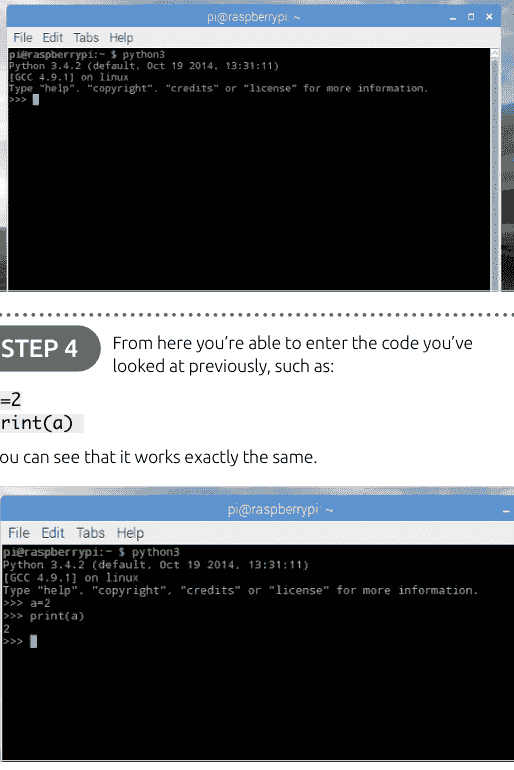 pi@raspberrypi: ~
File Edit Tabs Help
pi@raspberrypi:~ $ python3
Python 3.4.2 (default, Oct 19 2014, 13:31:11)
[GCC 4.9.1] on linux
Type "help", "copyright", "credits" or "license" for more information.
>>>
STEP 4
From here you’re able to enter the code you’ve
looked at previously, such as:
=2
rint(a)
ou can see that it works exactly the same.
pi@raspberrypi: ~
File Edit Tabs Help
pi@raspberrypi:~ $ python3
Python 3.4.2 (default, Oct 19 2014, 13:31:11)
[GCC 4.9.1] on linux
Type "help", "copyright", "credits" or "license" for more information.
>>> a=2
>>> print(a)
2
>>>